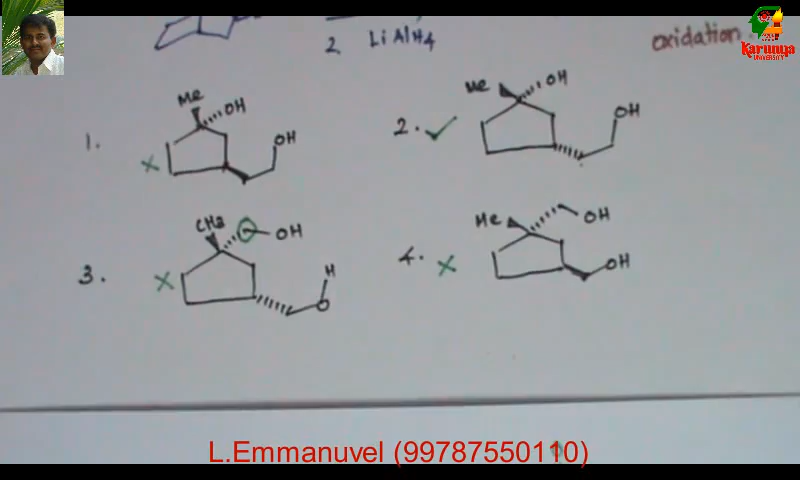 2 LiAlH4
oxidation
Karunya
UNIVERSITY
1. Me OH OH
2. Me OH OH
3. CH3 OH H O
4. Me OH OH
L.Emmanuvel (99787550110)